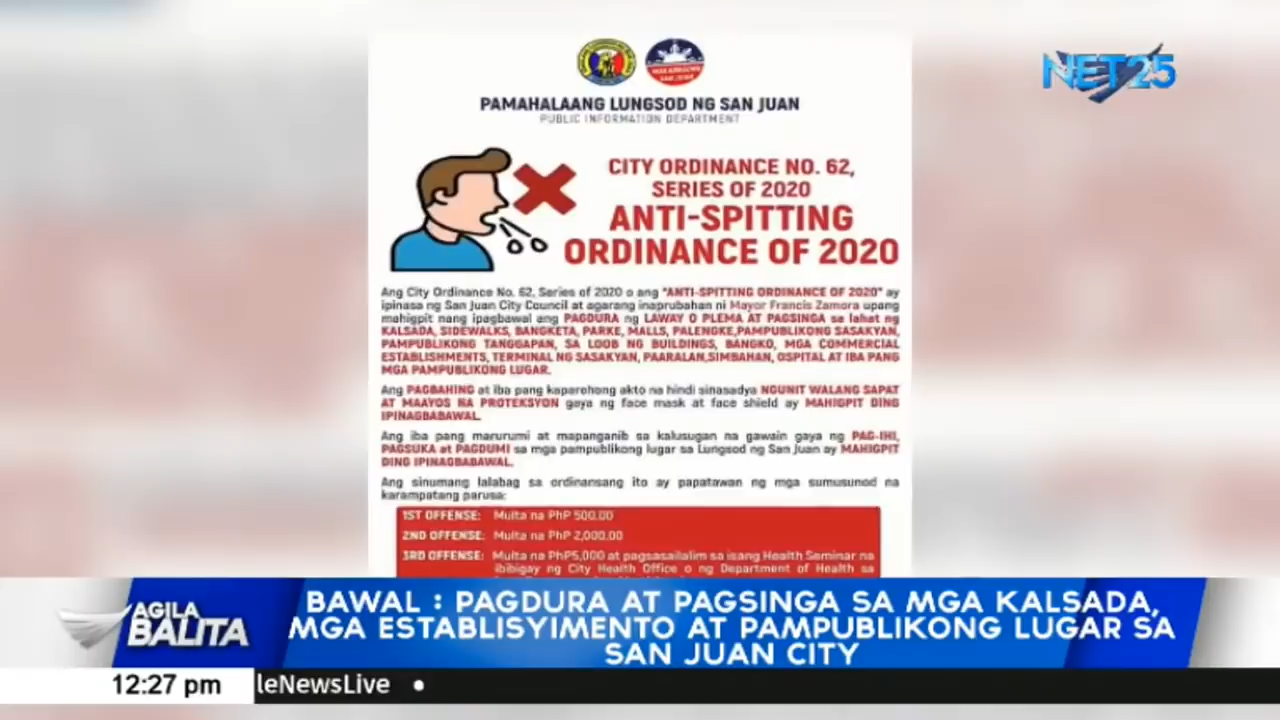 NET25
PAMAHALAANG LUNGSOD NG SAN JUAN
PUBLIC INFORMATION DEPARTMENT
CITY ORDINANCE NO. 62,
SERIES OF 2020
ANTI-SPITTING
ORDINANCE OF 2020
Ang City Ordinance No. 62, Series of 2020 o ang "ANTI-SPITTING ORDINANCE OF 2020" ay
ipinasa ng San Juan City Council at agarang inaprubahan ni Mayor Francis Zamora upang
mahigpit nang ipagbawal ang PAGDURA ng LAWAY O PLEMA AT PAGSINGA sa lahat ng
KALSADA, SIDEWALKS, BANGKETA, PARKE, MALLS, PALENGKE,PAMPUBLIKONG SASAKYAN,
PAMPUBLIKONG TANGGAPAN, SA LOOB NG BUILDINGS, BANGKO, MGA COMMERCIAL
ESTABLISHMENTS, TERMINAL NG SASAKYAN, PAARALAN,SIMBAHAN, OSPITAL AT IBA PANG
MGA PAMPUBLIKONG LUGAR.
Ang PAGBAHING at iba pang kaparehong akto na hindi sinasadya NGUNIT WALANG SAPAT
AT MAAYOS NA PROTEKSYON gaya ng face mask at face shield ay MAHIGPIT DING
IPINAGBABAWAL.
Ang iba pang marurumi at mapanganib sa kalusugan na gawain gaya ng PAG-IHI,
PAGSUKA at PAGDUMI sa mga pampublikong lugar sa Lungsod ng San Juan ay MAHIGPIT
DING IPINAGBABAWAL.
Ang sinumang lalabag sa ordinansang ito ay papatawan ng mga sumusunod na
karampatang parusa:
1ST OFFENSE: Multa na PhP 500.00
2ND OFFENSE: Multa na PhP 2,000.00
3RD OFFENSE: Multa na PhP5,000 at pagsasailalim sa isang Health Seminar na
ibibigay ng City Health Office o ng Department of Health sa
AGILA
BALITA
BAWAL : PAGDURA AT PAGSINGA SA MGA KALSADA,
MGA ESTABLISYIMENTO AT PAMPUBLIKONG LUGAR SA
SAN JUAN CITY
12:27 pm
leNewsLive •